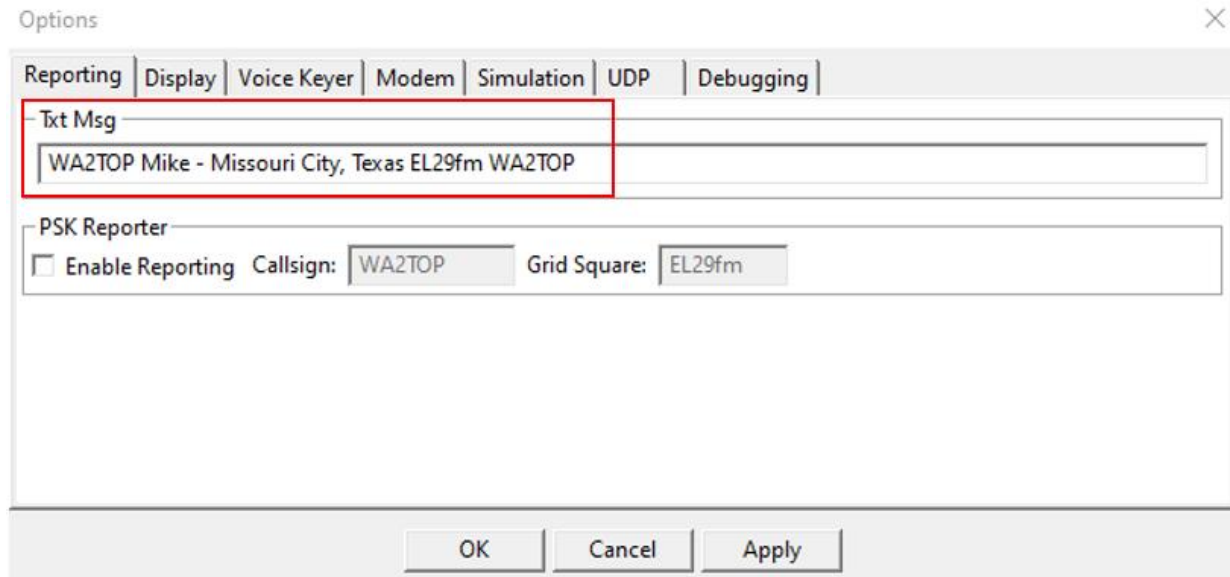 Options
Reporting Display Voice Keyer Modem Simulation UDP Debugging
Txt Msg
WA2TOP Mike - Missouri City, Texas EL29fm WA2TOP
PSK Reporter
Enable Reporting Callsign: WA2TOP Grid Square: EL29fm
OK Cancel Apply